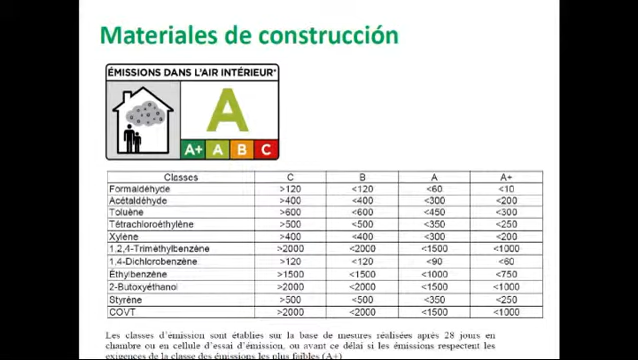 Materiales de construcción
ÉMISSIONS DANS L'AIR INTÉRIEUR*
A
A+ A B C
Classes C B A A+
Formaldéhyde >120 <120 <60 <10
Acétaldéhyde >400 <400 <300 <200
Toluène >600 <600 <450 <300
Tétrachloroéthylène >500 <500 <350 <250
Xylene >400 <400 <300 <200
1,2,4-Triméthylbenzène >2000 <2000 <1500 <1000
1,4-Dichlorobenzène >120 <120 <90 <60
Éthylbenzène >1500 <1500 <1000 <750
2-Butoxyéthanol >2000 <2000 <1500 <1000
Styrène >500 <500 <350 <250
COVT >2000 <2000 <1500 <1000
Les classes d'émission sont établies sur la base de mesures réalisées après 28 jours en
chambre ou en cellule d'essai d'émission, ou avant ce délai si les émissions respectent les
exigences de la classe des émissions les plus faibles (A+)